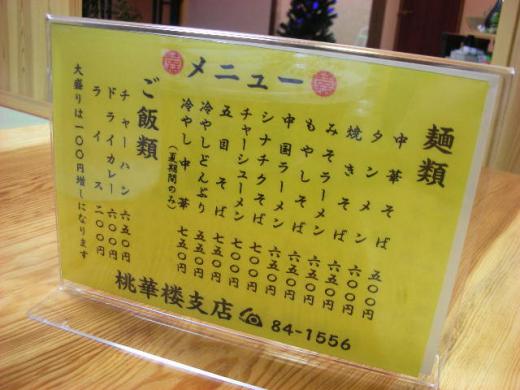 メニュー
麺類
中華そば 五〇〇円
タンメン 六〇〇円
焼きそば 六〇〇円
みそラーメン 六五〇円
もやしそば 六五〇円
中国ラーメン 六五〇円
シナチクそば 七〇〇円
チャーシューメン 七〇〇円
五目そば 七五〇円
冷やしどんぶり 七五〇円
冷やし中華 七五〇円
(夏期間のみ)
ご飯類
チャーハン 六五〇円
ドライカレー 六〇〇円
ライス 二〇〇円
大盛りは一〇〇円増しになります
桃華楼支店 ☎ 84-1556